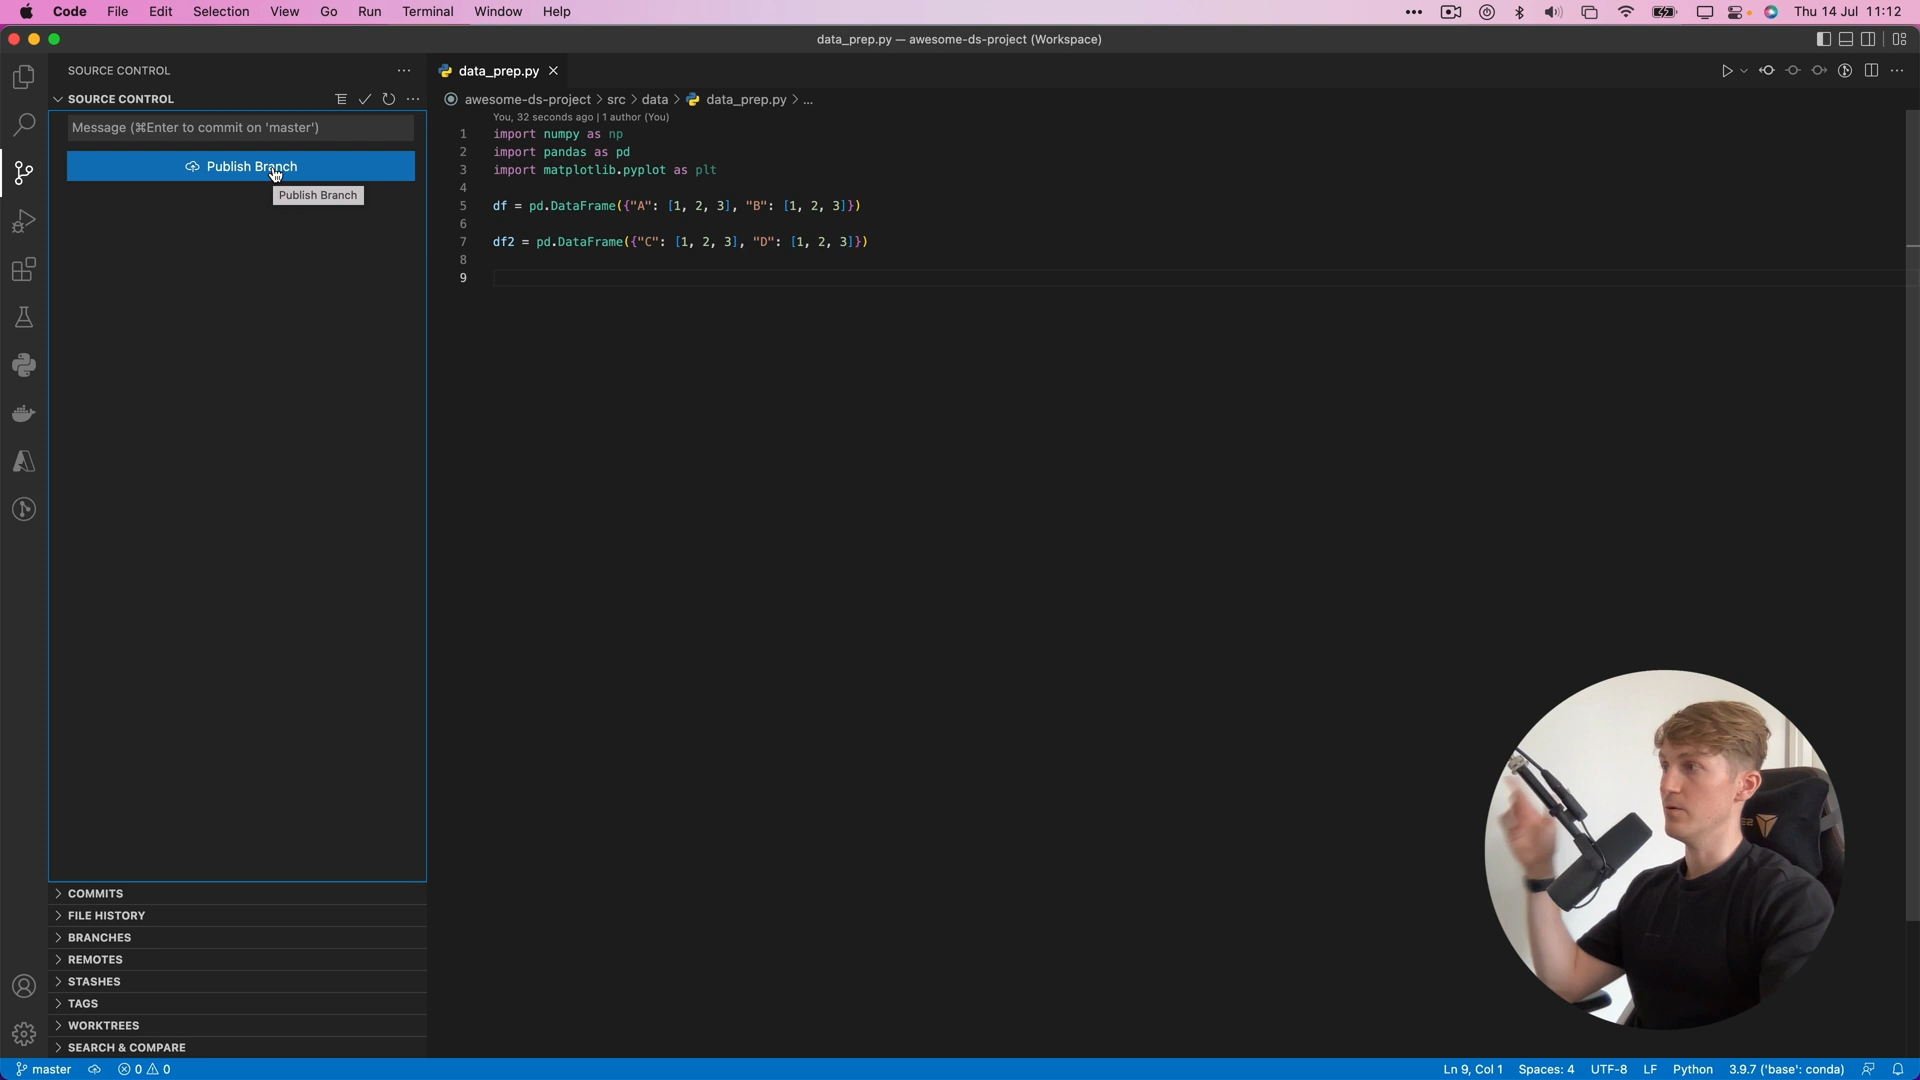 Code File Edit Selection View Go Run Terminal Window Help Thu 14 Jul 11:12
data_prep.py — awesome-ds-project (Workspace)
SOURCE CONTROL
SOURCE CONTROL
Message (⌘Enter to commit on 'master')
Publish Branch
Publish Branch
COMMITS
FILE HISTORY
BRANCHES
REMOTES
STASHES
TAGS
WORKTREES
SEARCH & COMPARE
data_prep.py
awesome-ds-project > src > data > data_prep.py > ...
You, 32 seconds ago | 1 author (You)
1 import numpy as np
2 import pandas as pd
3 import matplotlib.pyplot as plt
4
5 df = pd.DataFrame({"A": [1, 2, 3], "B": [1, 2, 3]})
6
7 df2 = pd.DataFrame({"C": [1, 2, 3], "D": [1, 2, 3]})
8
9
master 0 0 Ln 9, Col 1 Spaces: 4 UTF-8 LF Python 3.9.7 ('base': conda)